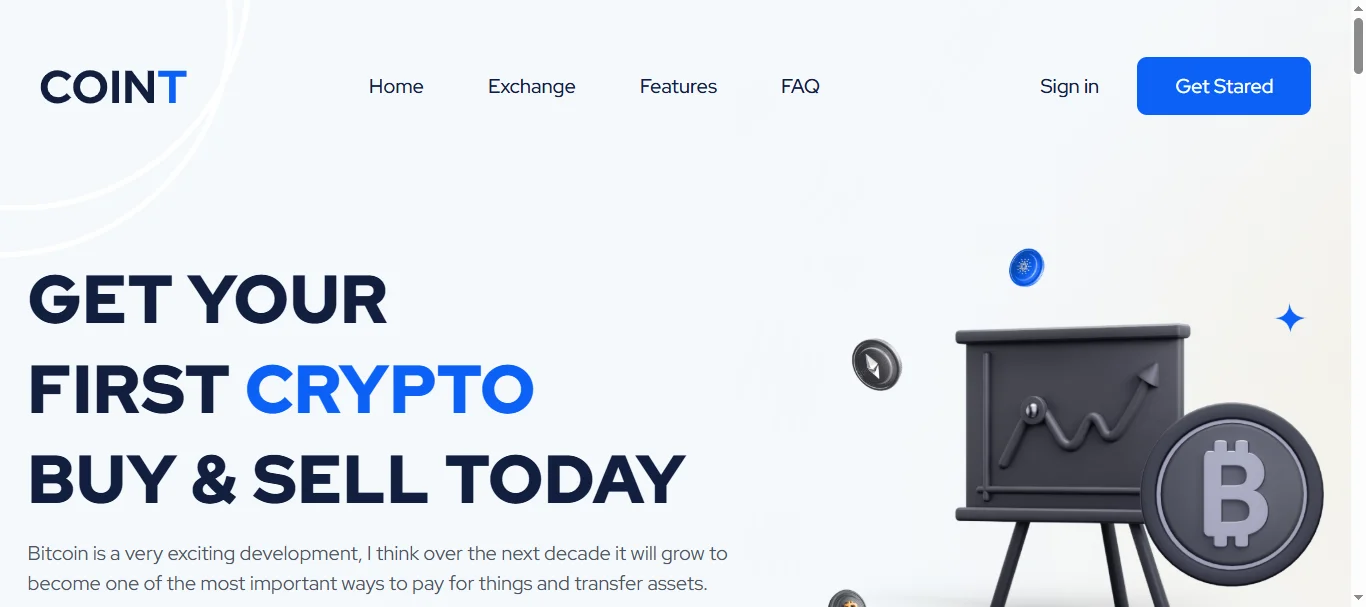 COINT
Home
Exchange
Features
FAQ
Sign in
Get Stared
GET YOUR
FIRST CRYPTO
BUY & SELL TODAY
Bitcoin is a very exciting development, I think over the next decade it will grow to
become one of the most important ways to pay for things and transfer assets.